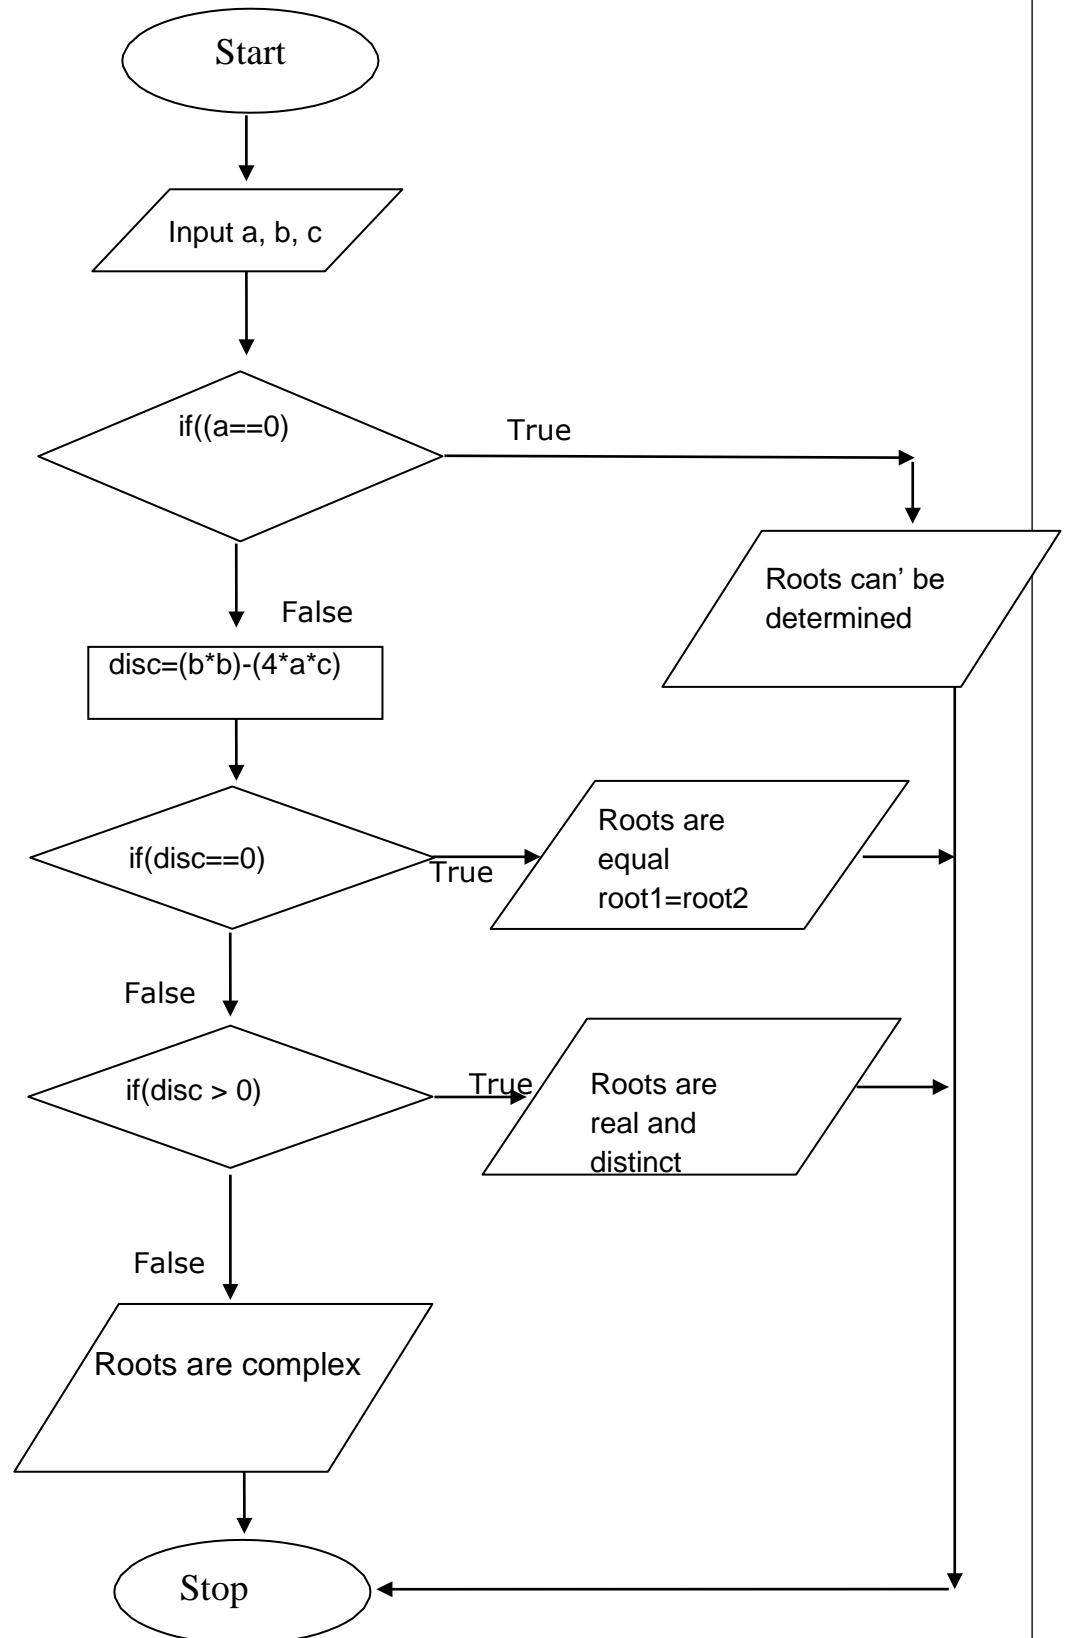 Start
Input a, b, c
if((a==0)
True
Roots can’ be
determined
False
disc=(b*b)-(4*a*c)
if(disc==0)
True
Roots are
equal
root1=root2
False
if(disc > 0)
True
Roots are
real and
distinct
False
Roots are complex
Stop